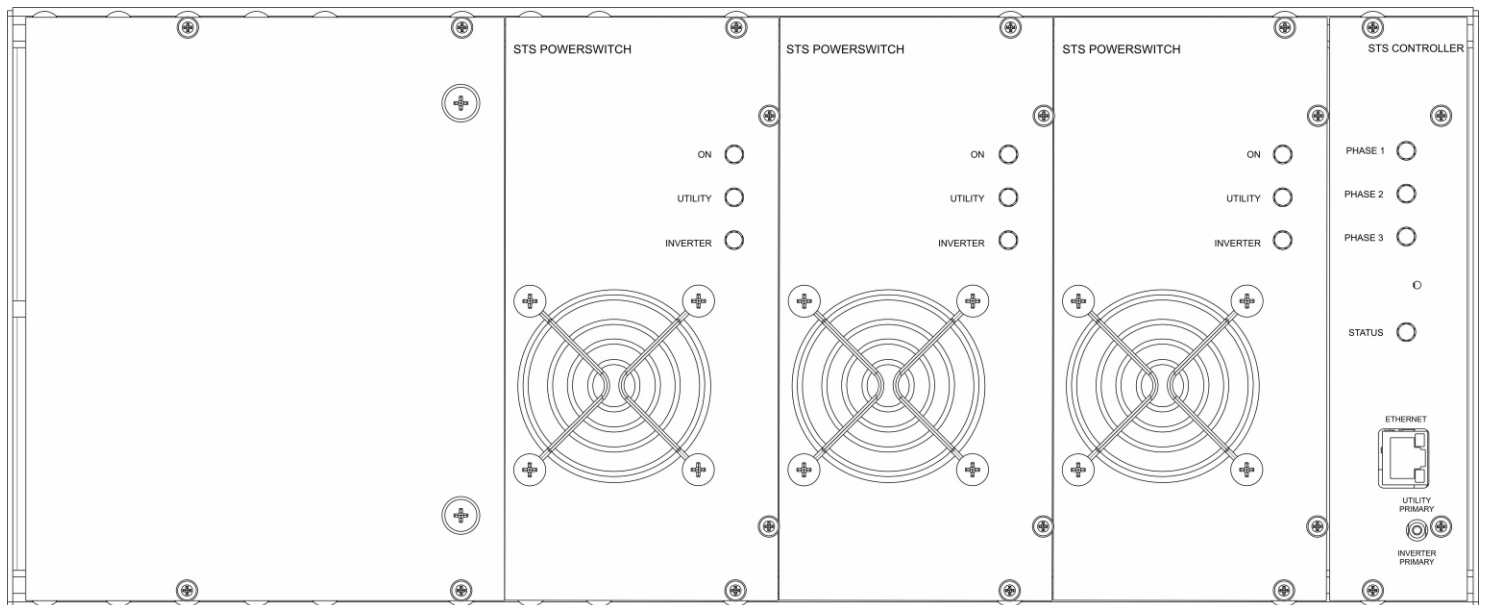 STS POWERSWITCH
ON
UTILITY
INVERTER
STS POWERSWITCH
ON
UTILITY
INVERTER
STS POWERSWITCH
ON
UTILITY
INVERTER
STS CONTROLLER
PHASE 1
PHASE 2
PHASE 3
STATUS
ETHERNET
UTILITY
PRIMARY
INVERTER
PRIMARY